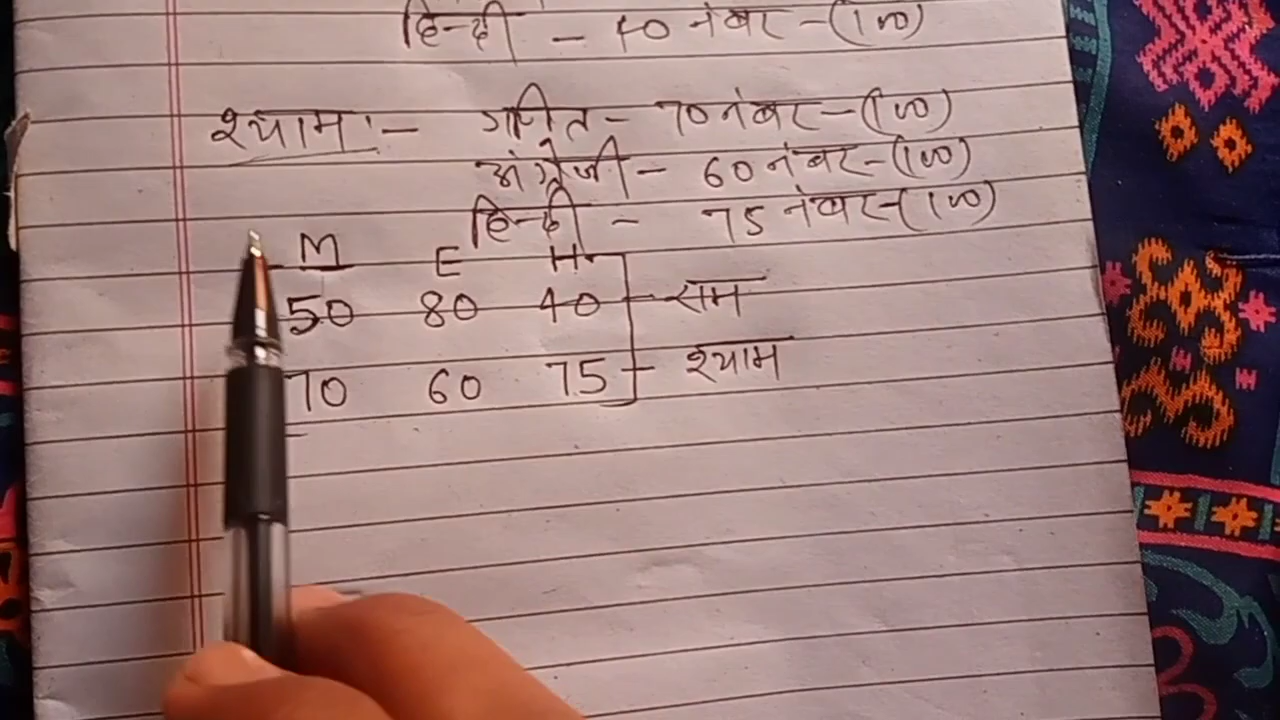 हिन्दी - 40 नंबर - (100)
श्याम :- गणित - 70 नंबर - (100)
अंग्रेजी - 60 नंबर - (100)
हिन्दी - 75 नंबर - (100)
M E H
50 80 40 - राम
70 60 75 - श्याम